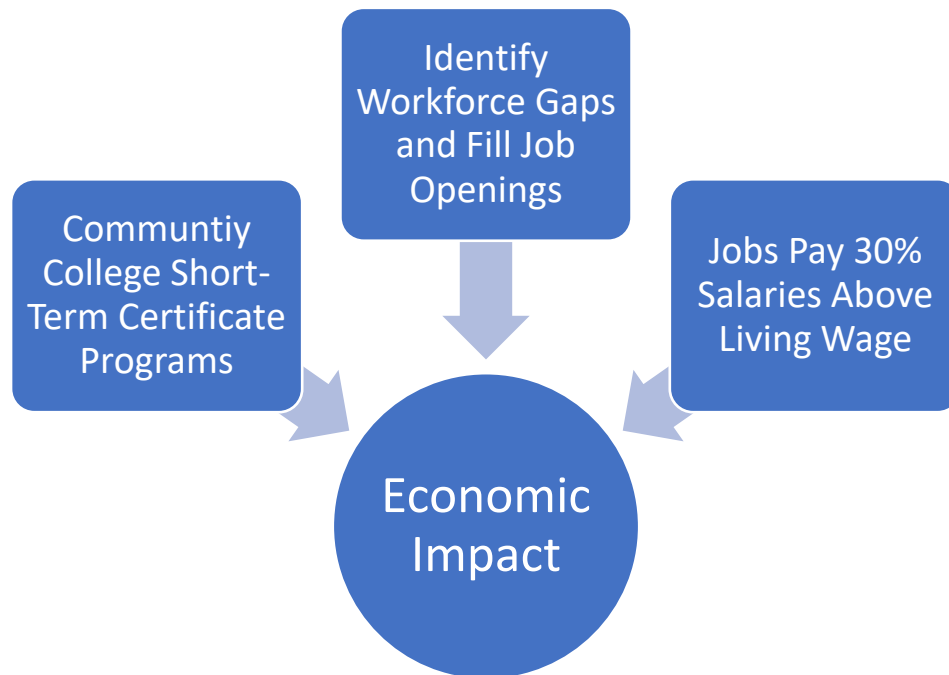 Identify
Workforce Gaps
and Fill Job
Openings
Communtiy
College Short-
Term Certificate
Programs
Jobs Pay 30%
Salaries Above
Living Wage
Economic
Impact